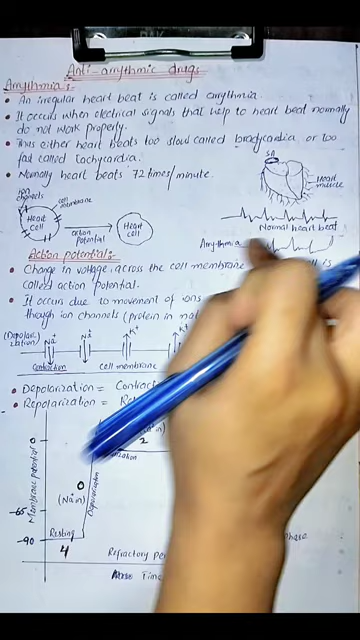 Anti-arrythmic drugs
Arrythmia:
• An irregular heart beat is called arrythmia.
• It occurs when electrical signals that help to heart beat normally
do not work properly.
• Thus either heart beats too slow called bradycardia or too
fast called tachycardia.
• Normally heart beats 72 times/minute.
SA
Heart muscle
Normal heart beat
Arrythmia
ion channels
cell membrane
Heart cell
action potential
Heart cell
Action potential:
• Change in voltage across the cell membrane
called action potential.
• It occurs due to movement of ions
through ion channels (protein in
(Depolarization)
Na+
Na+
K+
K+
Contraction
cell membrane
• Depolarization =
• Repolarization =
Membrane potential
0
-65
-90
0
(Na+ in)
Depolarization
2
Resting
4
Refractory
Time